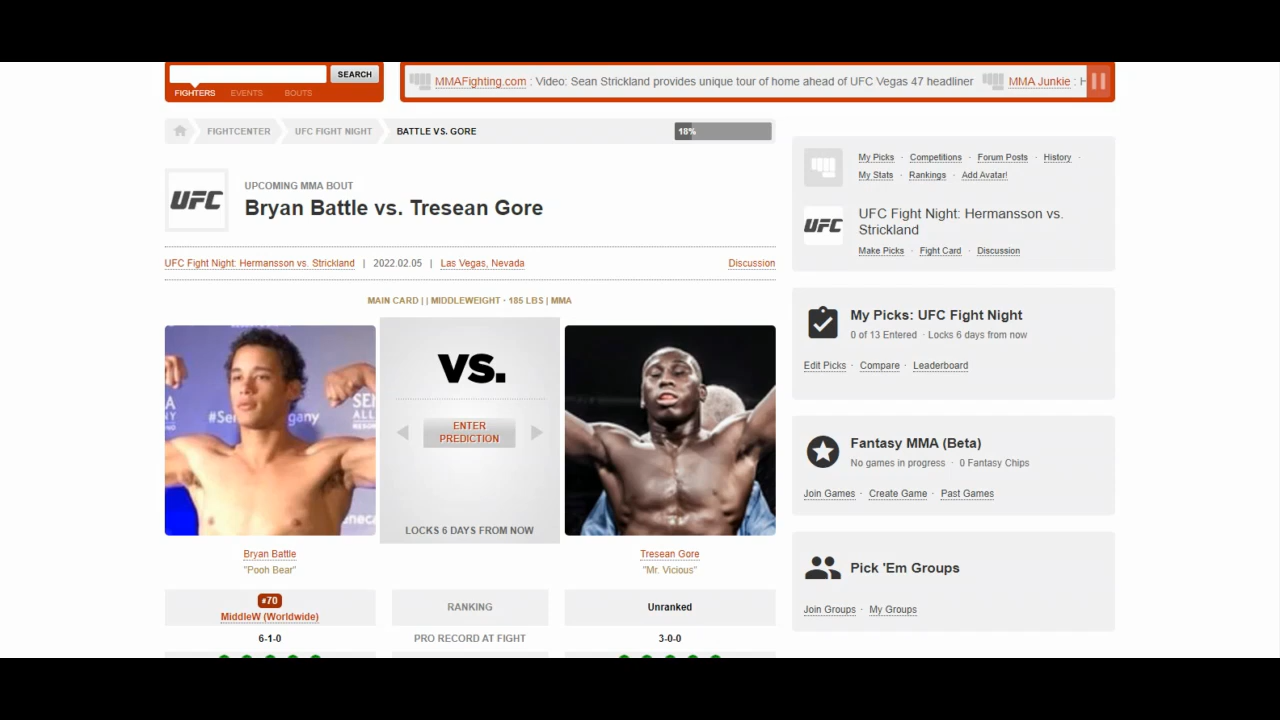 SEARCH
FIGHTERS EVENTS BOUTS
MMAFighting.com : Video: Sean Strickland provides unique tour of home ahead of UFC Vegas 47 headliner MMA Junkie : H
FIGHTCENTER UFC FIGHT NIGHT BATTLE VS. GORE 18%
UFC
UPCOMING MMA BOUT
Bryan Battle vs. Tresean Gore
UFC Fight Night: Hermansson vs. Strickland | 2022.02.05 | Las Vegas, Nevada Discussion
MAIN CARD | | MIDDLEWEIGHT · 185 LBS | MMA
VS.
ENTER
PREDICTION
LOCKS 6 DAYS FROM NOW
Bryan Battle
"Pooh Bear"
Tresean Gore
"Mr. Vicious"
#70
MiddleW (Worldwide)
RANKING
Unranked
6-1-0 PRO RECORD AT FIGHT 3-0-0
My Picks · Competitions · Forum Posts · History ·
My Stats · Rankings · Add Avatar!
UFC
UFC Fight Night: Hermansson vs.
Strickland
Make Picks · Fight Card · Discussion
My Picks: UFC Fight Night
0 of 13 Entered · Locks 6 days from now
Edit Picks · Compare · Leaderboard
Fantasy MMA (Beta)
No games in progress · 0 Fantasy Chips
Join Games · Create Game · Past Games
Pick 'Em Groups
Join Groups · My Groups